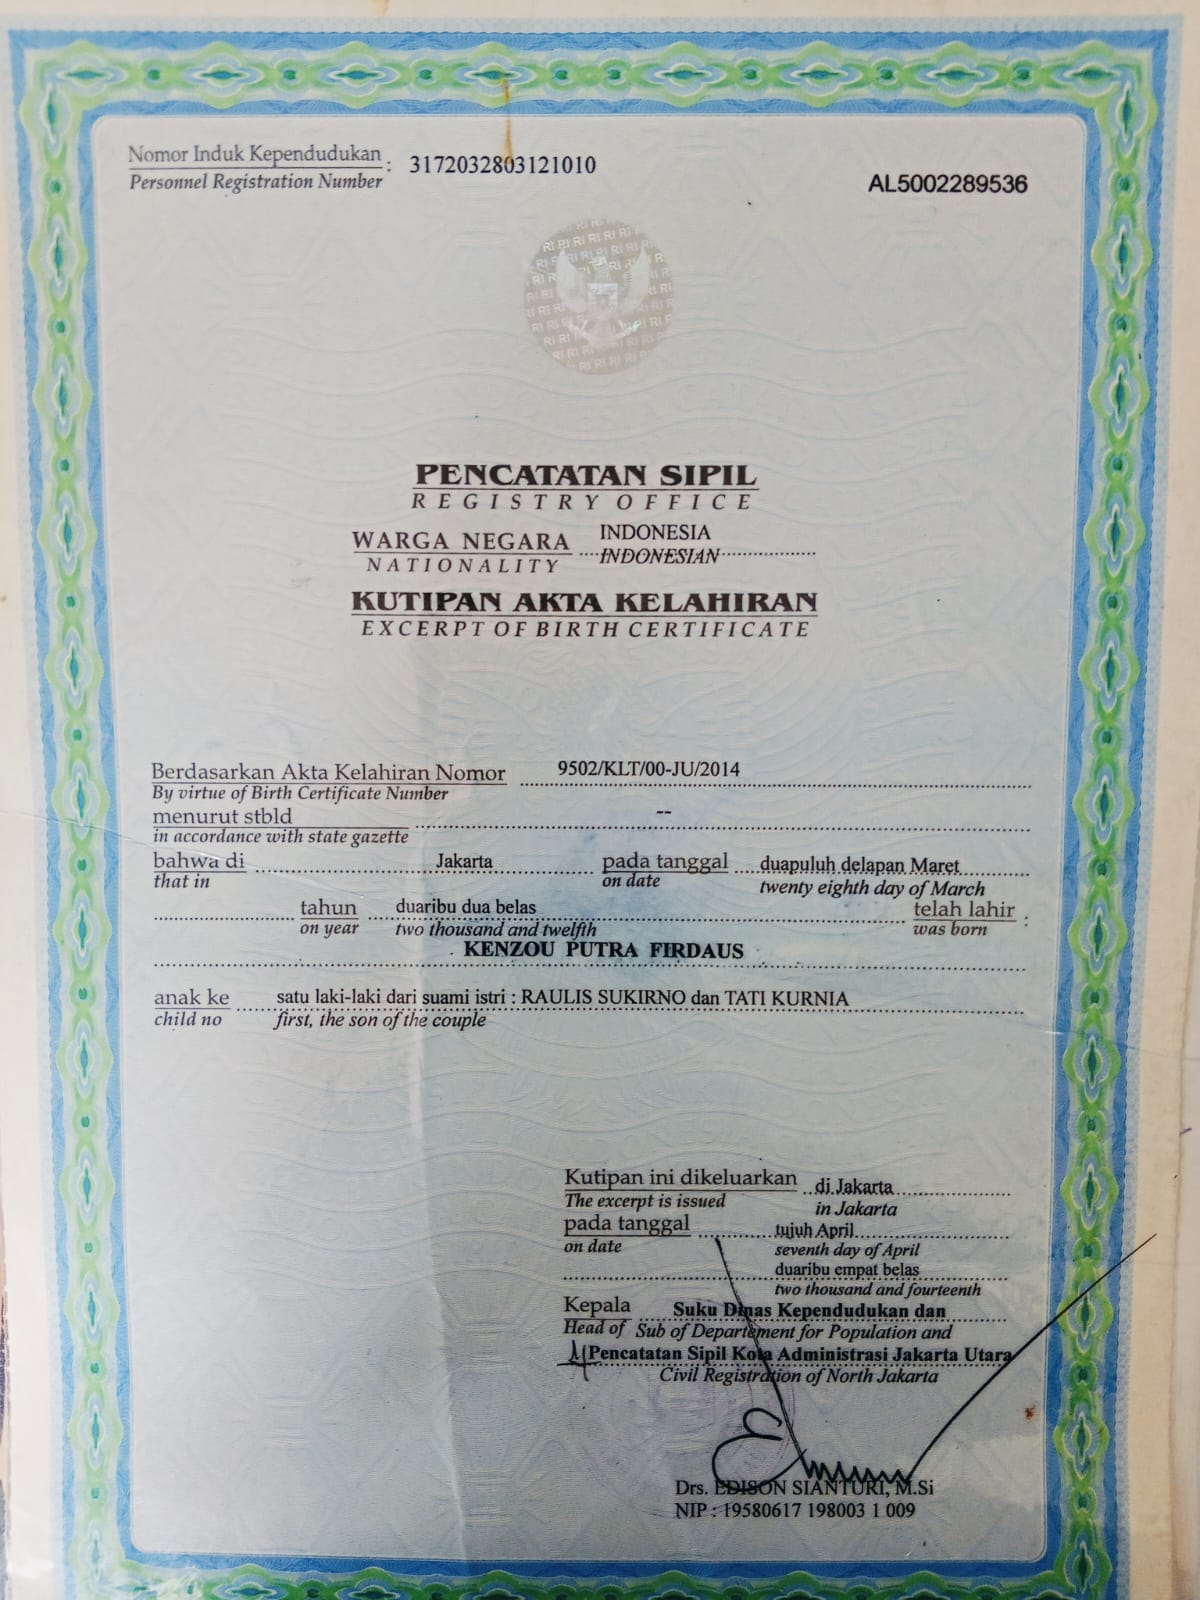 Nomor Induk Kependudukan : 3172032803121010
Personnel Registration Number
AL5002289536
PENCATATAN SIPIL
REGISTRY OFFICE
WARGA NEGARA INDONESIA
NATIONALITY INDONESIAN
KUTIPAN AKTA KELAHIRAN
EXCERPT OF BIRTH CERTIFICATE
Berdasarkan Akta Kelahiran Nomor 9502/KLT/00-JU/2014
By virtue of Birth Certificate Number
menurut stbld --
in accordance with state gazette
bahwa di Jakarta pada tanggal duapuluh delapan Maret
that in on date twenty eighth day of March
tahun duaribu dua belas telah lahir :
on year two thousand and twelfth was born
KENZOU PUTRA FIRDAUS
anak ke satu laki-laki dari suami istri : RAULIS SUKIRNO dan TATI KURNIA
child no first, the son of the couple
Kutipan ini dikeluarkan di Jakarta
The excerpt is issued in Jakarta
pada tanggal tujuh April
on date seventh day of April
duaribu empat belas
two thousand and fourteenth
Kepala Suku Dinas Kependudukan dan
Head of Sub of Departement for Population and
Pencatatan Sipil Kota Administrasi Jakarta Utara
Civil Registration of North Jakarta
Drs. EDISON SIANTURI, M.Si
NIP : 19580617 198003 1 009